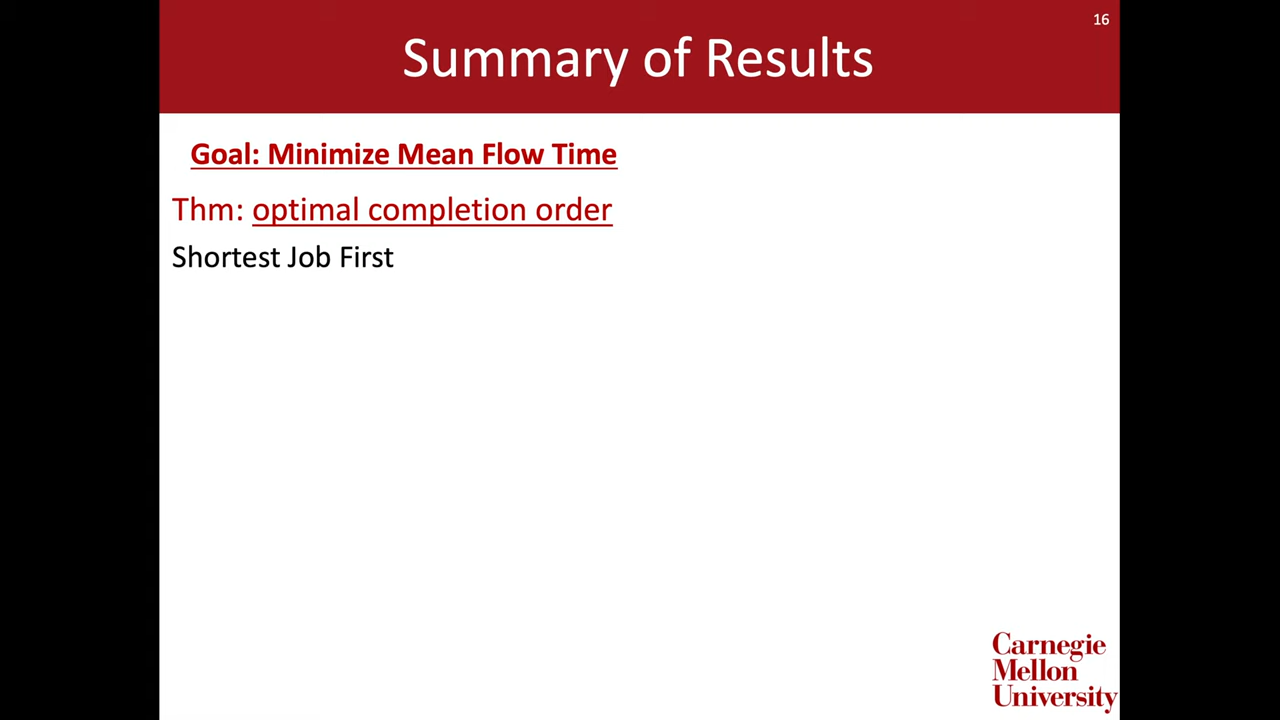 16
Summary of Results
Goal: Minimize Mean Flow Time
Thm: optimal completion order
Shortest Job First
Carnegie
Mellon
University